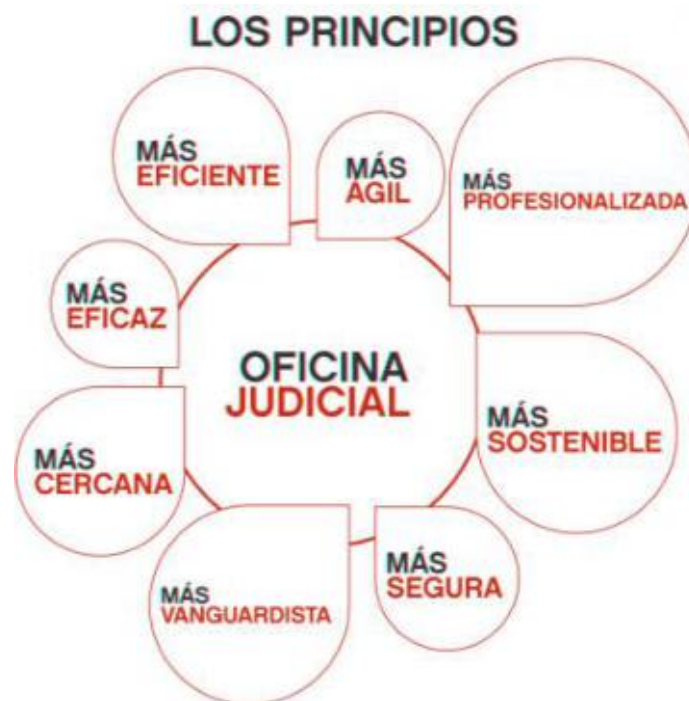 LOS PRINCIPIOS
MÁS
EFICIENTE
MÁS
ÁGIL
MÁS
PROFESIONALIZADA
MÁS
EFICAZ
OFICINA
JUDICIAL
MÁS
SOSTENIBLE
MÁS
CERCANA
MÁS
SEGURA
MÁS
VANGUARDISTA